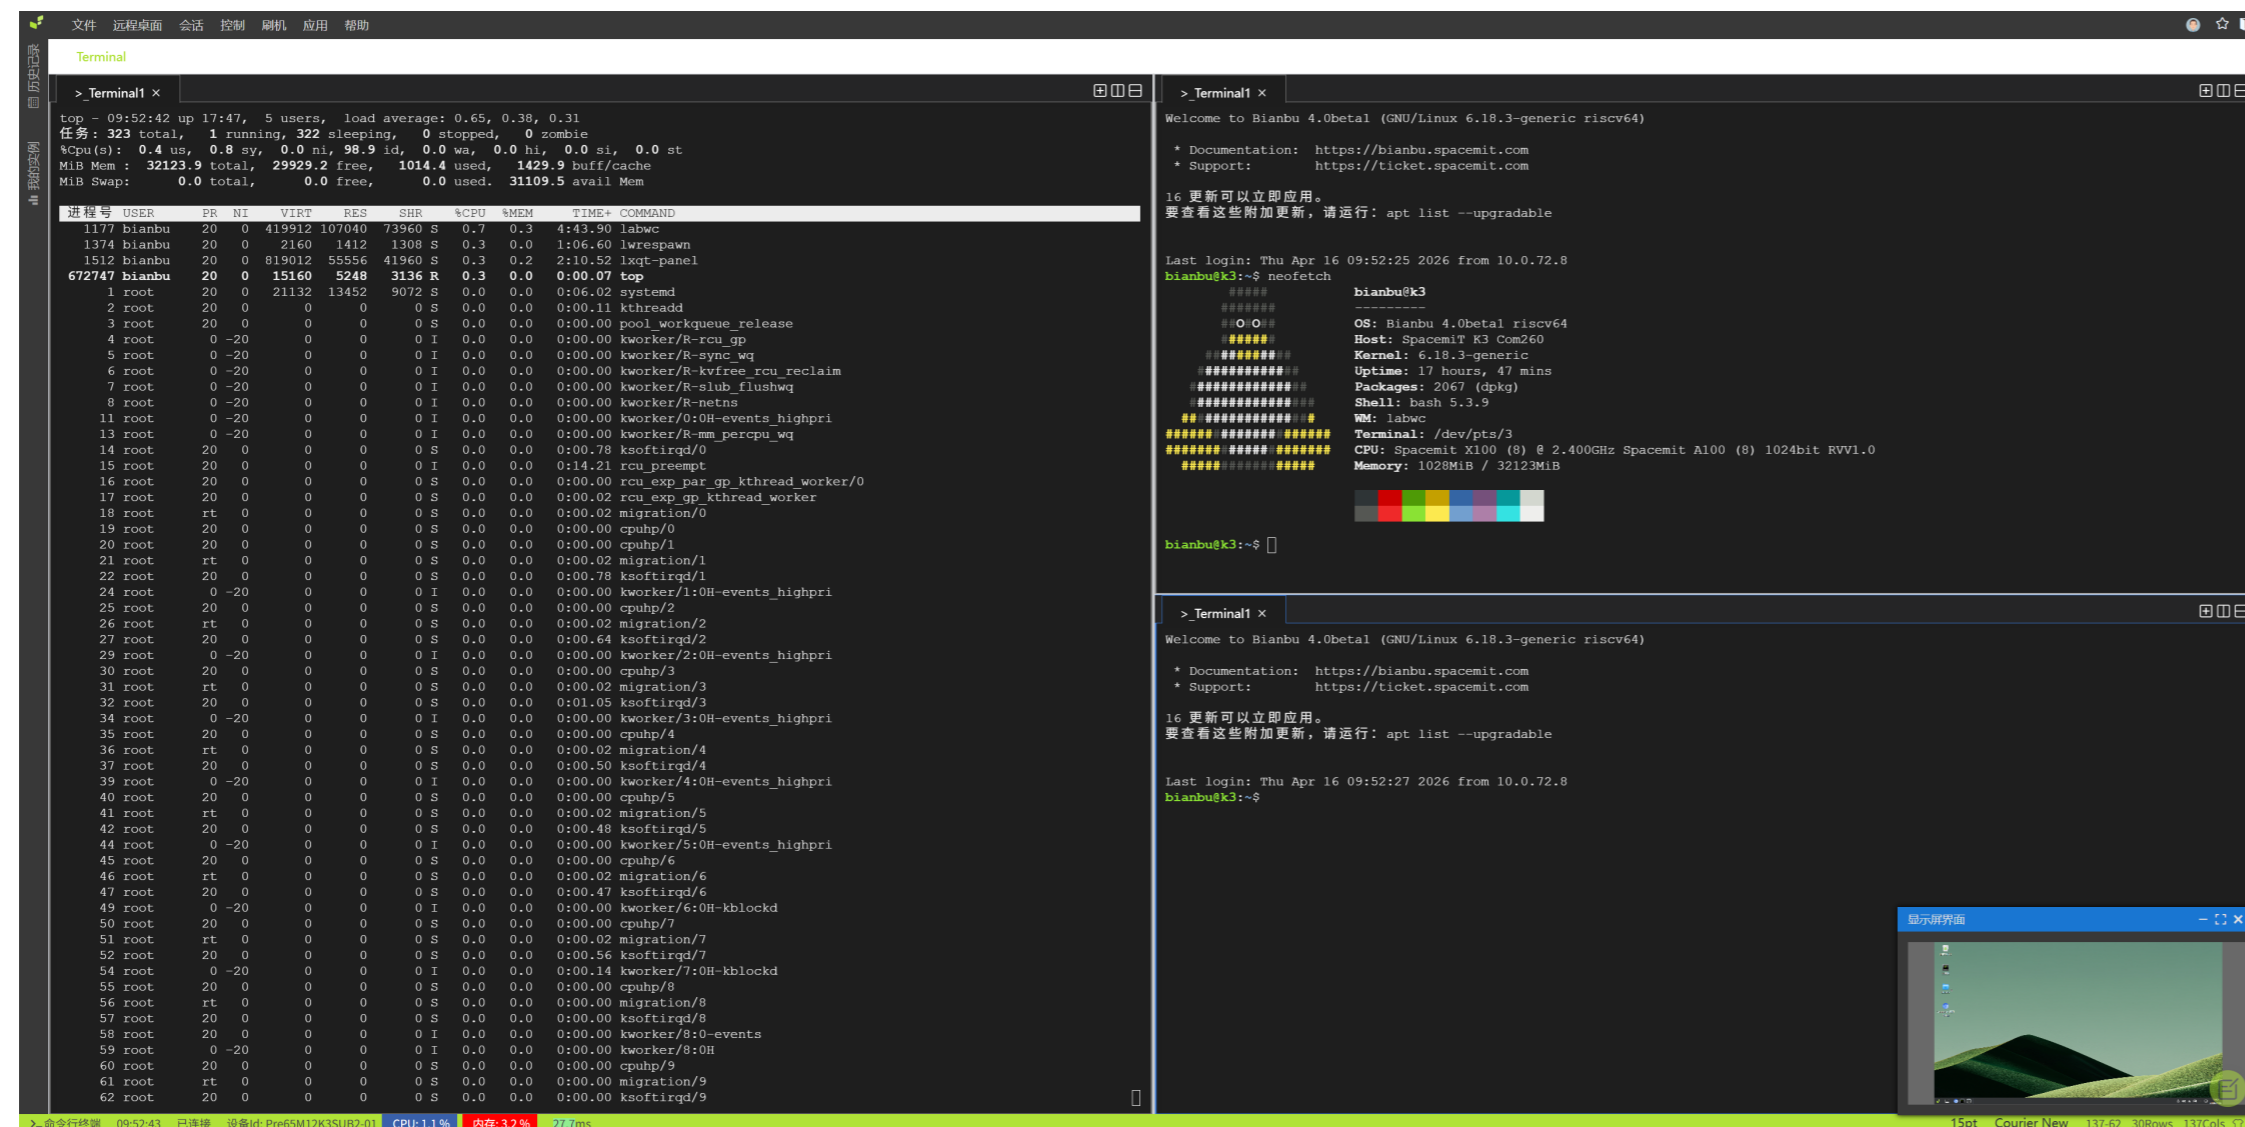 文件 远程桌面 会话 控制 刷机 应用 帮助
历史记录
我的实例
Terminal
>_Terminal1 ×
top - 09:52:42 up 17:47,  5 users,  load average: 0.65, 0.38, 0.31
任务: 323 total,   1 running, 322 sleeping,   0 stopped,   0 zombie
%Cpu(s):  0.4 us,  0.8 sy,  0.0 ni, 98.9 id,  0.0 wa,  0.0 hi,  0.0 si,  0.0 st
MiB Mem :  32123.9 total,  29929.2 free,   1014.4 used,   1429.9 buff/cache
MiB Swap:      0.0 total,      0.0 free,      0.0 used.  31109.5 avail Mem
进程号 USER      PR  NI    VIRT    RES    SHR    %CPU  %MEM     TIME+ COMMAND
1177 bianbu    20   0  419912 107040  73960 S   0.7   0.3   4:43.90 labwc
1374 bianbu    20   0    2160   1412   1308 S   0.3   0.0   1:06.60 lwrespawn
1512 bianbu    20   0  819012  55556  41960 S   0.3   0.2   2:10.52 lxqt-panel
672747 bianbu    20   0   15160   5248   3136 R   0.3   0.0   0:00.07 top
1 root      20   0   21132  13452   9072 S   0.0   0.0   0:06.02 systemd
2 root      20   0       0      0      0 S   0.0   0.0   0:00.11 kthreadd
3 root      20   0       0      0      0 S   0.0   0.0   0:00.00 pool_workqueue_release
4 root       0 -20       0      0      0 I   0.0   0.0   0:00.00 kworker/R-rcu_gp
5 root       0 -20       0      0      0 I   0.0   0.0   0:00.00 kworker/R-sync_wq
6 root       0 -20       0      0      0 I   0.0   0.0   0:00.00 kworker/R-kvfree_rcu_reclaim
7 root       0 -20       0      0      0 I   0.0   0.0   0:00.00 kworker/R-slub_flushwq
8 root       0 -20       0      0      0 I   0.0   0.0   0:00.00 kworker/R-netns
11 root       0 -20       0      0      0 I   0.0   0.0   0:00.00 kworker/0:0H-events_highpri
13 root       0 -20       0      0      0 I   0.0   0.0   0:00.00 kworker/R-mm_percpu_wq
14 root      20   0       0      0      0 S   0.0   0.0   0:00.78 ksoftirqd/0
15 root      20   0       0      0      0 I   0.0   0.0   0:14.21 rcu_preempt
16 root      20   0       0      0      0 S   0.0   0.0   0:00.00 rcu_exp_par_gp_kthread_worker/0
17 root      20   0       0      0      0 S   0.0   0.0   0:00.02 rcu_exp_gp_kthread_worker
18 root      rt   0       0      0      0 S   0.0   0.0   0:00.02 migration/0
19 root      20   0       0      0      0 S   0.0   0.0   0:00.00 cpuhp/0
20 root      20   0       0      0      0 S   0.0   0.0   0:00.00 cpuhp/1
21 root      rt   0       0      0      0 S   0.0   0.0   0:00.02 migration/1
22 root      20   0       0      0      0 S   0.0   0.0   0:00.78 ksoftirqd/1
24 root       0 -20       0      0      0 I   0.0   0.0   0:00.00 kworker/1:0H-events_highpri
25 root      20   0       0      0      0 S   0.0   0.0   0:00.00 cpuhp/2
26 root      rt   0       0      0      0 S   0.0   0.0   0:00.02 migration/2
27 root      20   0       0      0      0 S   0.0   0.0   0:00.64 ksoftirqd/2
29 root       0 -20       0      0      0 I   0.0   0.0   0:00.00 kworker/2:0H-events_highpri
30 root      20   0       0      0      0 S   0.0   0.0   0:00.00 cpuhp/3
31 root      rt   0       0      0      0 S   0.0   0.0   0:00.02 migration/3
32 root      20   0       0      0      0 S   0.0   0.0   0:01.05 ksoftirqd/3
34 root       0 -20       0      0      0 I   0.0   0.0   0:00.00 kworker/3:0H-events_highpri
35 root      20   0       0      0      0 S   0.0   0.0   0:00.00 cpuhp/4
36 root      rt   0       0      0      0 S   0.0   0.0   0:00.02 migration/4
37 root      20   0       0      0      0 S   0.0   0.0   0:00.50 ksoftirqd/4
39 root       0 -20       0      0      0 I   0.0   0.0   0:00.00 kworker/4:0H-events_highpri
40 root      20   0       0      0      0 S   0.0   0.0   0:00.00 cpuhp/5
41 root      rt   0       0      0      0 S   0.0   0.0   0:00.02 migration/5
42 root      20   0       0      0      0 S   0.0   0.0   0:00.48 ksoftirqd/5
44 root       0 -20       0      0      0 I   0.0   0.0   0:00.00 kworker/5:0H-events_highpri
45 root      20   0       0      0      0 S   0.0   0.0   0:00.00 cpuhp/6
46 root      rt   0       0      0      0 S   0.0   0.0   0:00.02 migration/6
47 root      20   0       0      0      0 S   0.0   0.0   0:00.47 ksoftirqd/6
49 root       0 -20       0      0      0 I   0.0   0.0   0:00.00 kworker/6:0H-kblockd
50 root      20   0       0      0      0 S   0.0   0.0   0:00.00 cpuhp/7
51 root      rt   0       0      0      0 S   0.0   0.0   0:00.02 migration/7
52 root      20   0       0      0      0 S   0.0   0.0   0:00.56 ksoftirqd/7
54 root       0 -20       0      0      0 I   0.0   0.0   0:00.14 kworker/7:0H-kblockd
55 root      20   0       0      0      0 S   0.0   0.0   0:00.00 cpuhp/8
56 root      rt   0       0      0      0 S   0.0   0.0   0:00.00 migration/8
57 root      20   0       0      0      0 S   0.0   0.0   0:00.00 ksoftirqd/8
58 root      20   0       0      0      0 I   0.0   0.0   0:00.00 kworker/8:0-events
59 root       0 -20       0      0      0 I   0.0   0.0   0:00.00 kworker/8:0H
60 root      20   0       0      0      0 S   0.0   0.0   0:00.00 cpuhp/9
61 root      rt   0       0      0      0 S   0.0   0.0   0:00.00 migration/9
62 root      20   0       0      0      0 S   0.0   0.0   0:00.00 ksoftirqd/9
>_Terminal1 ×
Welcome to Bianbu 4.0beta1 (GNU/Linux 6.18.3-generic riscv64)
* Documentation:  https://bianbu.spacemit.com
* Support:        https://ticket.spacemit.com
16 更新可以立即应用。
要查看这些附加更新，请运行：apt list --upgradable
Last login: Thu Apr 16 09:52:25 2026 from 10.0.72.8
bianbu@k3:~$ neofetch
##### bianbu@k3
####### ---------
##O#O## OS: Bianbu 4.0beta1 riscv64
####### Host: SpacemiT K3 Com260
########### Kernel: 6.18.3-generic
############# Uptime: 17 hours, 47 mins
############### Packages: 2067 (dpkg)
################ Shell: bash 5.3.9
################# WM: labwc
##################### Terminal: /dev/pts/3
##################### CPU: Spacemit X100 (8) @ 2.400GHz Spacemit A100 (8) 1024bit RVV1.0
################# Memory: 1028MiB / 32123MiB
bianbu@k3:~$
>_Terminal1 ×
Welcome to Bianbu 4.0beta1 (GNU/Linux 6.18.3-generic riscv64)
* Documentation:  https://bianbu.spacemit.com
* Support:        https://ticket.spacemit.com
16 更新可以立即应用。
要查看这些附加更新，请运行：apt list --upgradable
Last login: Thu Apr 16 09:52:27 2026 from 10.0.72.8
bianbu@k3:~$
显示屏界面
>_ 命令行终端 09:52:43 已连接 设备Id: Pre65M12K3SUB2-01 CPU: 1.1 % 内存: 3.2 % 27.7ms 15pt Courier New 137-62 30Rows 137Cols